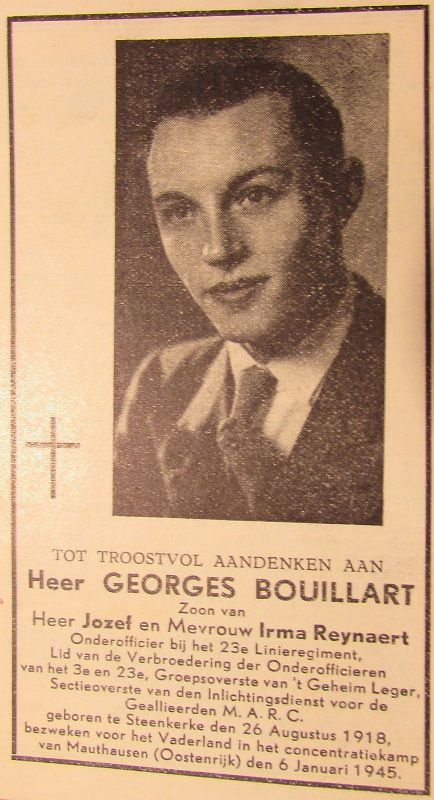 TOT TROOSTVOL AANDENKEN AAN
Heer GEORGES BOUILLART
Zoon van
Heer Jozef en Mevrouw Irma Reynaert
Onderofficier bij het 23e Linieregiment,
Lid van de Verbroedering der Onderofficieren
van het 3e en 23e, Groepsoverste van 't Geheim Leger,
Sectieoverste van den Inlichtingsdienst voor de
Geallieerden M. A. R. C.
geboren te Steenkerke den 26 Augustus 1918,
bezweken voor het Vaderland in het concentratiekamp
van Mauthausen (Oostenrijk) den 6 Januari 1945.